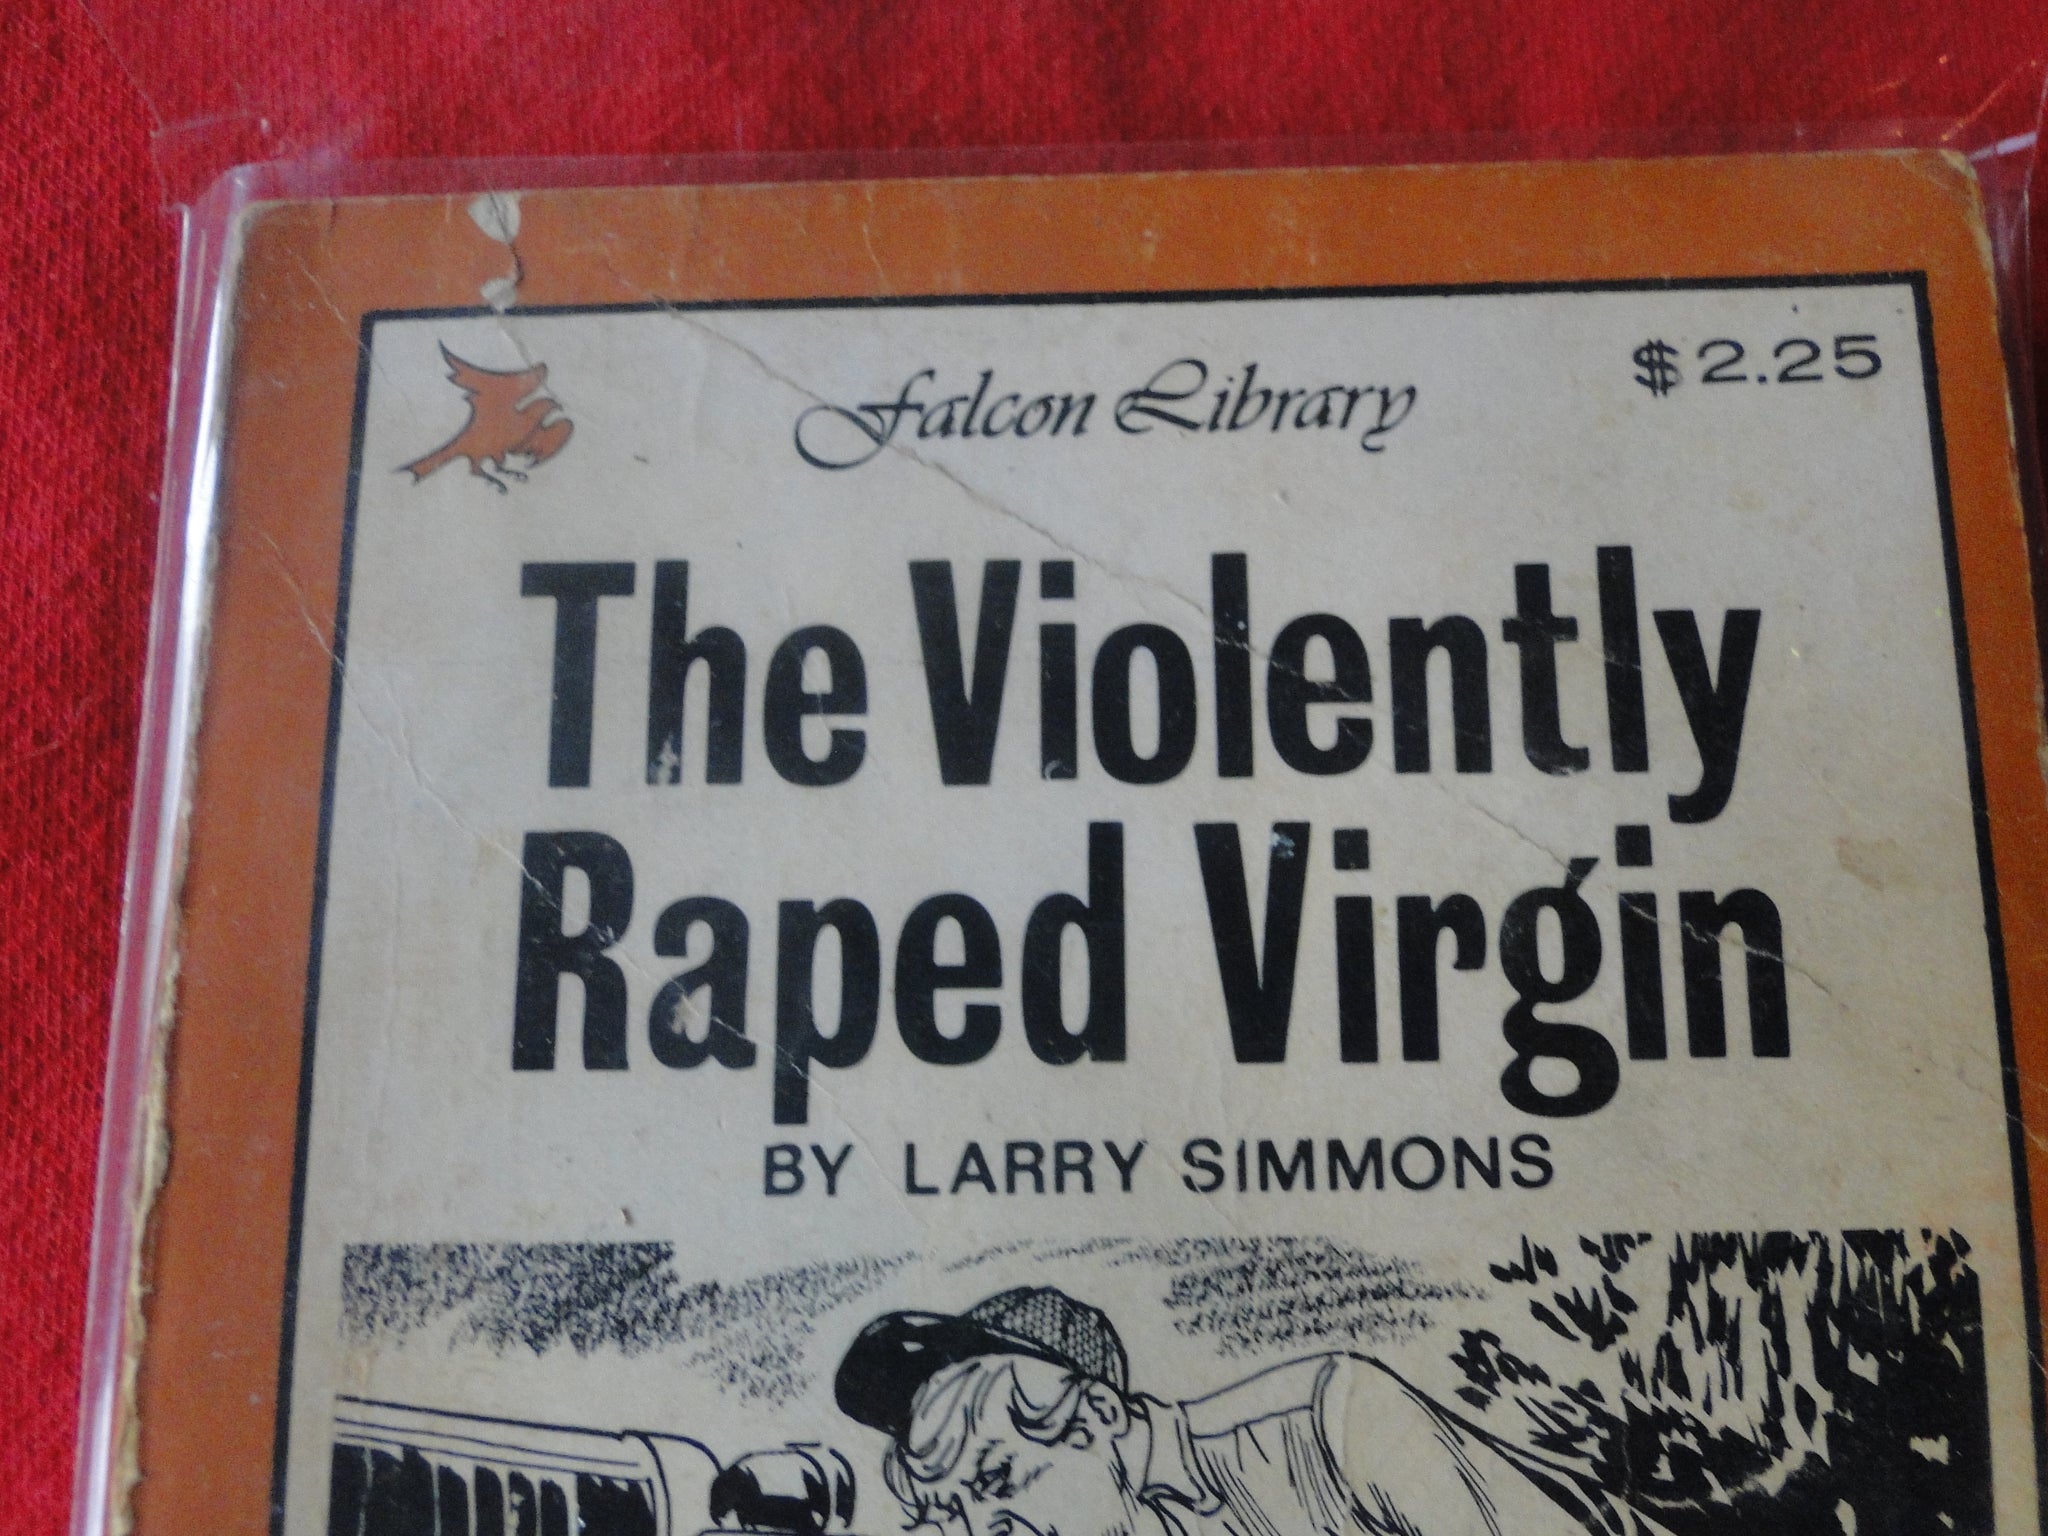 Falcon Library
$2.25
The Violently
Raped Virgin
BY LARRY SIMMONS